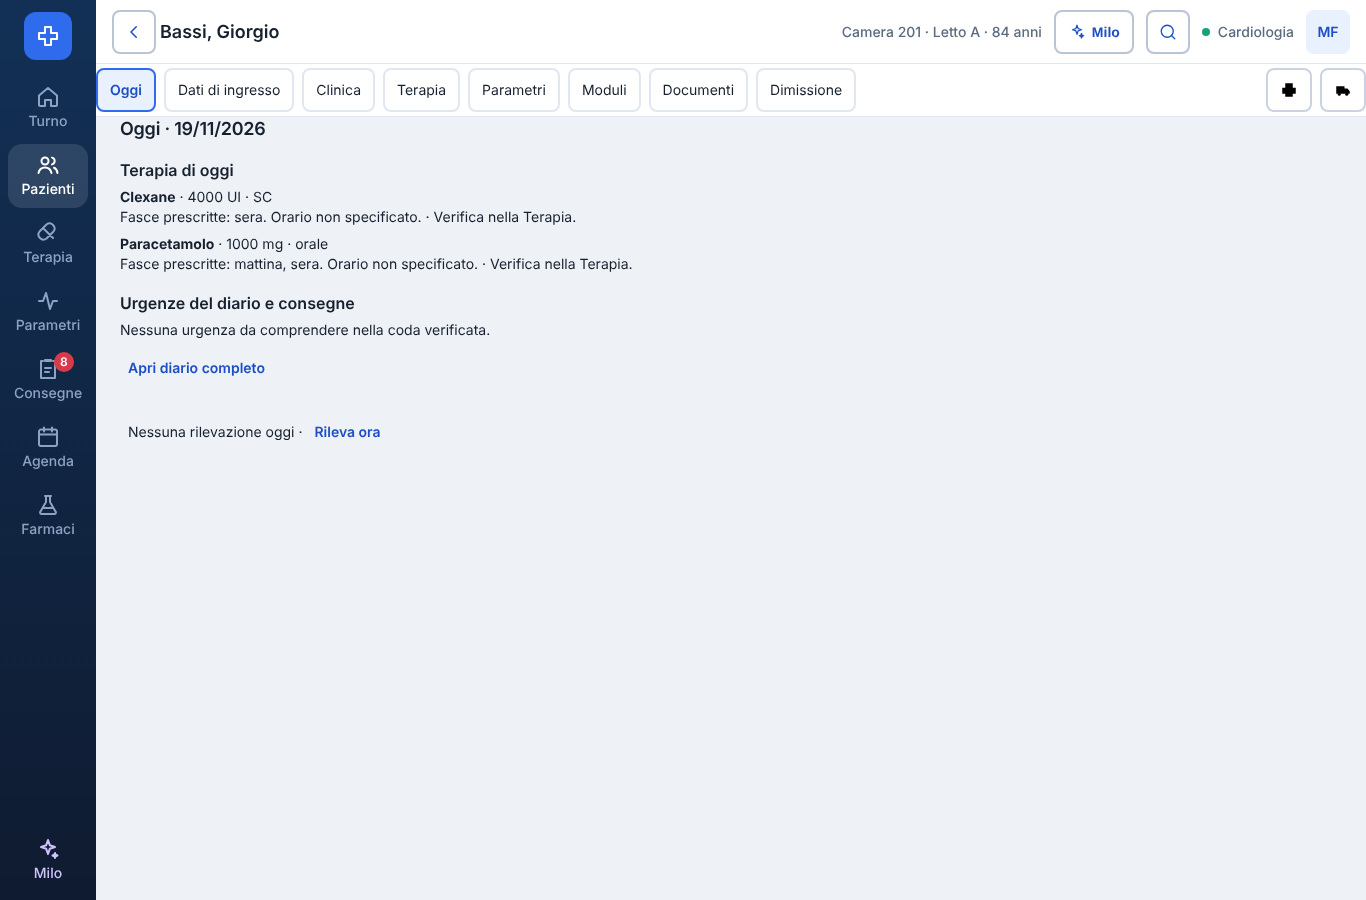 Bassi, Giorgio
Camera 201 · Letto A · 84 anni
Milo
Cardiologia
MF
Turno
Pazienti
Terapia
Parametri
8
Consegne
Agenda
Farmaci
Milo
Oggi
Dati di ingresso
Clinica
Terapia
Parametri
Moduli
Documenti
Dimissione
Oggi · 19/11/2026
Terapia di oggi
Clexane · 4000 UI · SC
Fasce prescritte: sera. Orario non specificato. · Verifica nella Terapia.
Paracetamolo · 1000 mg · orale
Fasce prescritte: mattina, sera. Orario non specificato. · Verifica nella Terapia.
Urgenze del diario e consegne
Nessuna urgenza da comprendere nella coda verificata.
Apri diario completo
Nessuna rilevazione oggi · Rileva ora